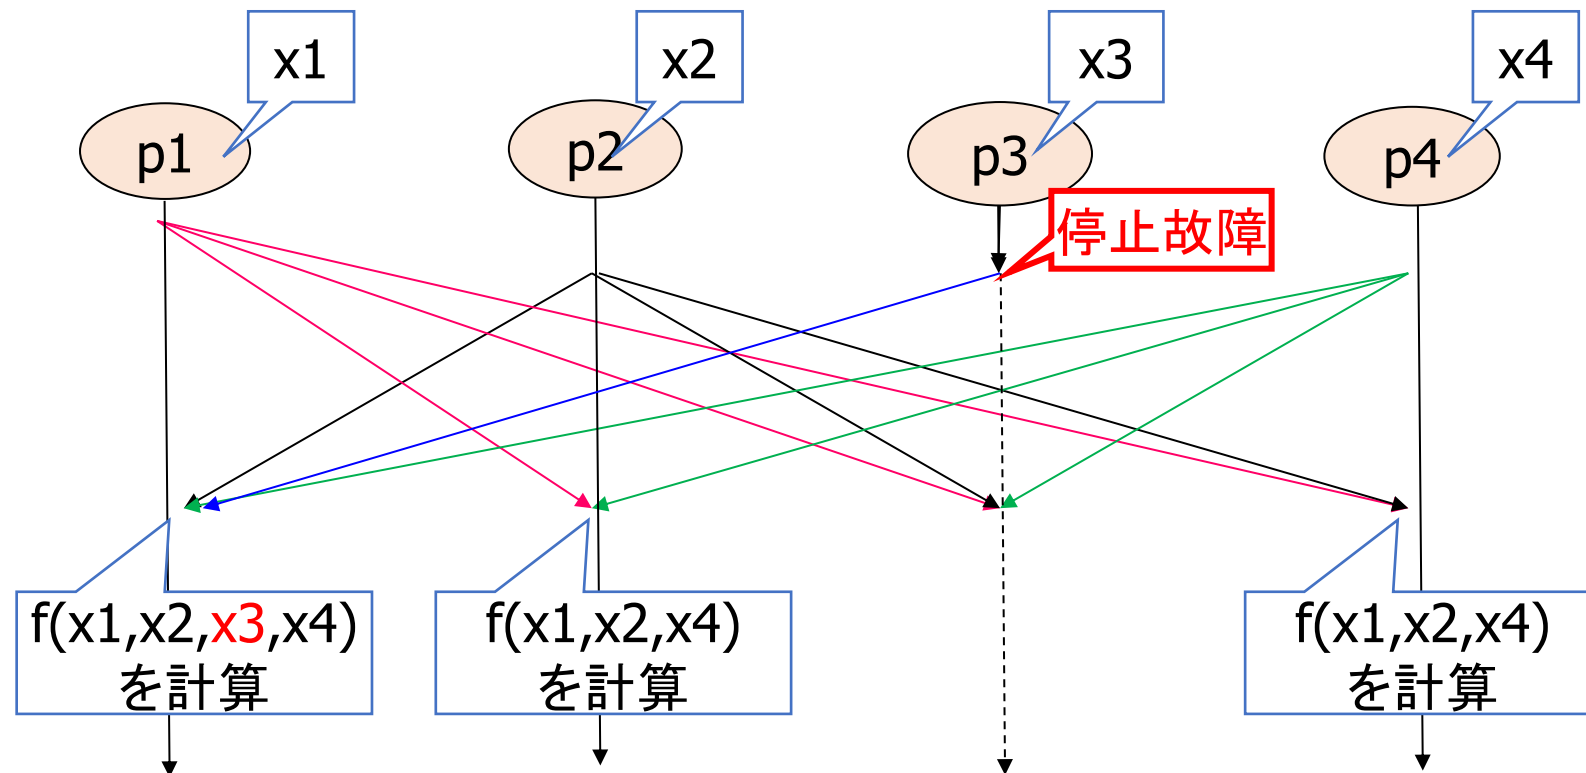 x1
x2
x3
x4
p1
p2
p3
p4
停止故障
f(x1,x2,x3,x4)
を計算
f(x1,x2,x4)
を計算
f(x1,x2,x4)
を計算